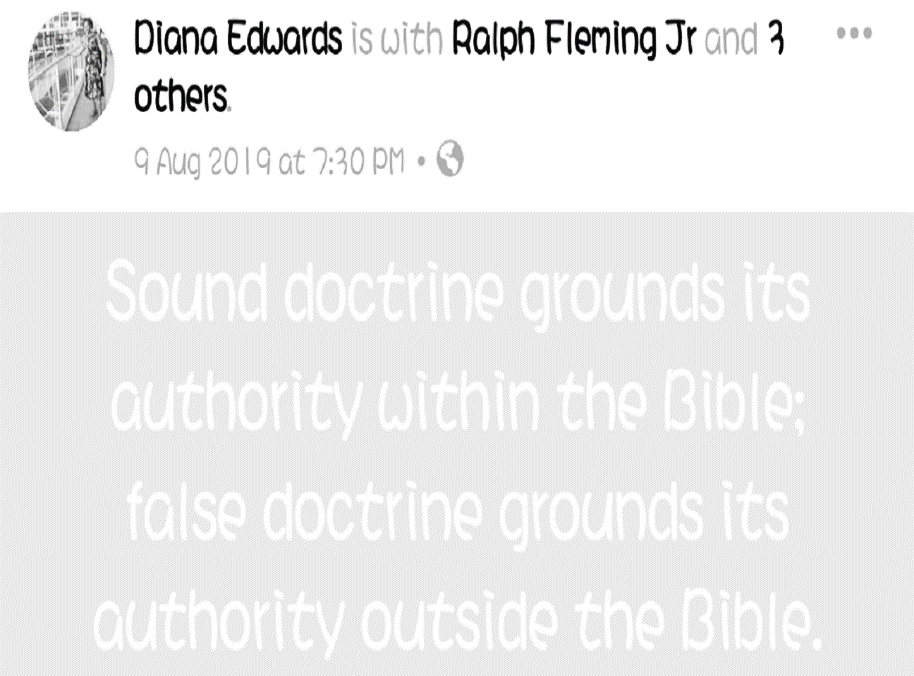 Diana Edwards is with Ralph Fleming Jr and 3
others.
9 Aug 2019 at 7:30 PM •
Sound doctrine grounds its
authority within the Bible;
false doctrine grounds its
authority outside the Bible.